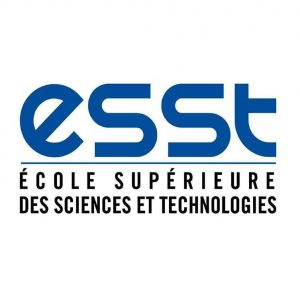 esst
ÉCOLE SUPÉRIEURE
DES SCIENCES ET TECHNOLOGIES